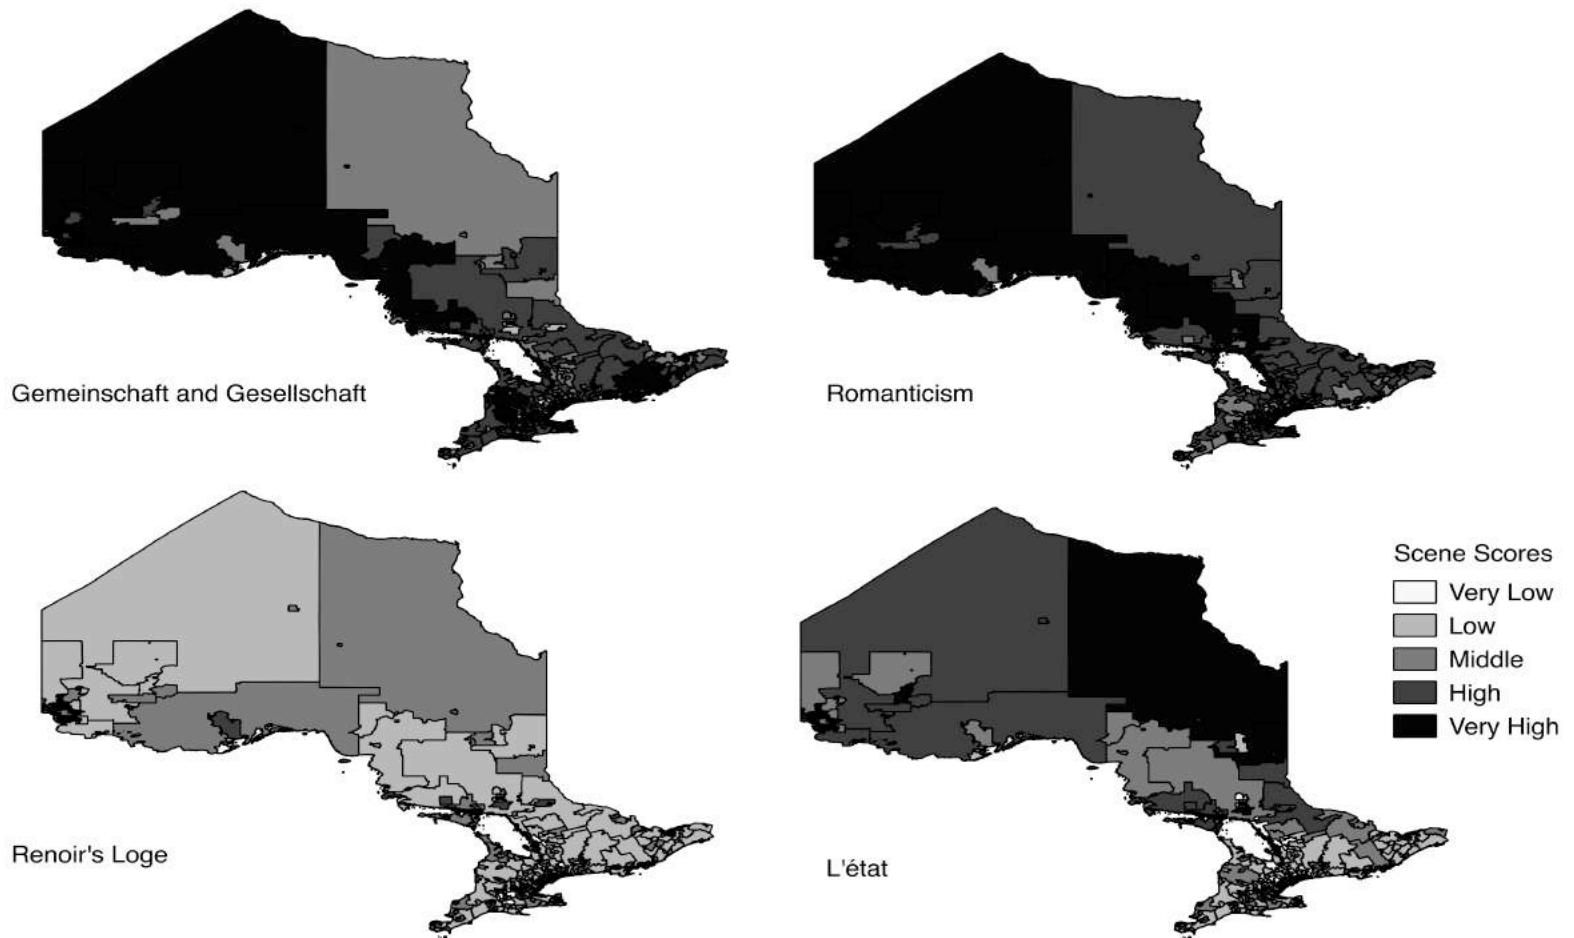 Gemeinschaft and Gesellschaft
Romanticism
Renoir's Loge
L'état
Scene Scores
Very Low
Low
Middle
High
Very High